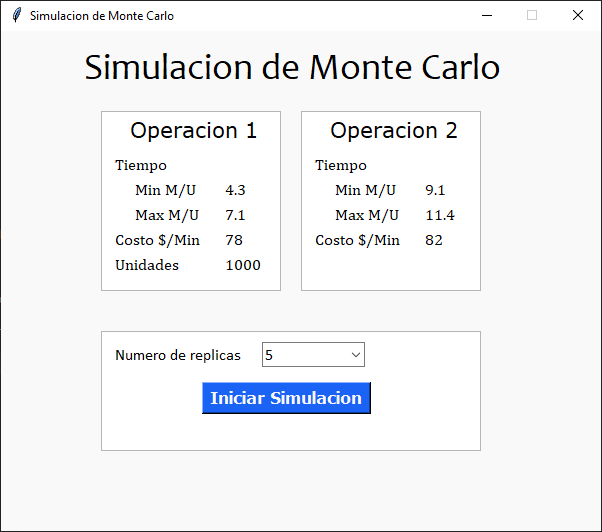 Simulacion de Monte Carlo
Simulacion de Monte Carlo
Operacion 1
Tiempo
Min M/U 4.3
Max M/U 7.1
Costo $/Min 78
Unidades 1000
Operacion 2
Tiempo
Min M/U 9.1
Max M/U 11.4
Costo $/Min 82
Numero de replicas 5
Iniciar Simulacion